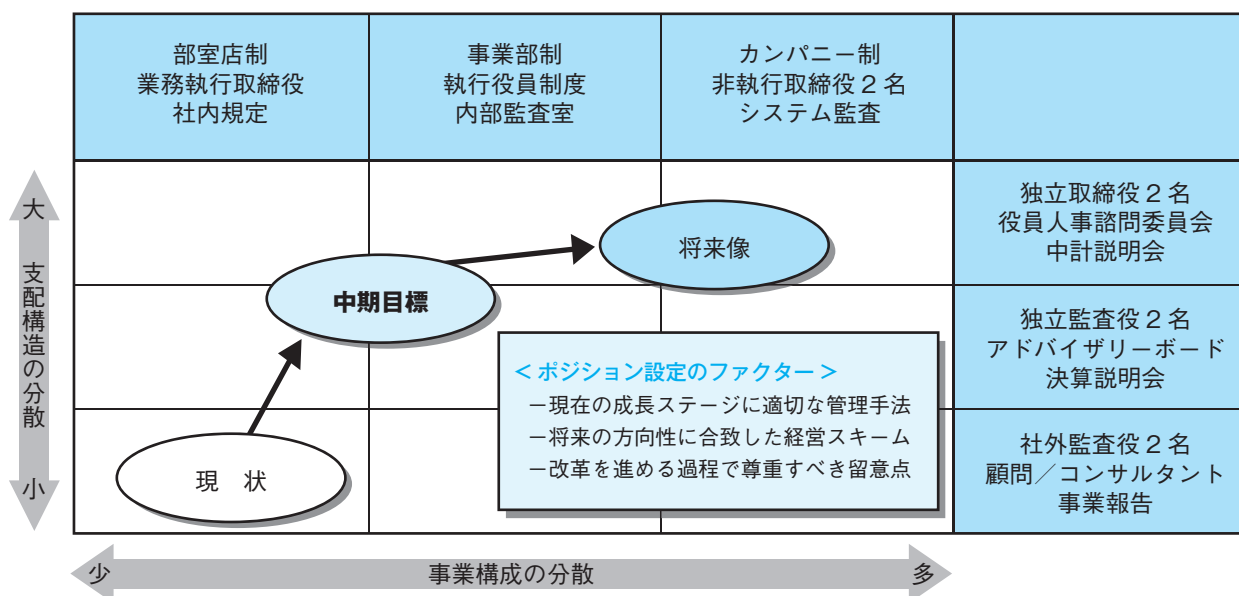 部室店制
業務執行取締役
社内規定
事業部制
執行役員制度
内部監査室
カンパニー制
非執行取締役2名
システム監査
大
支配構造の分散
小
独立取締役2名
役員人事諮問委員会
中計説明会
将来像
中期目標
独立監査役2名
アドバイザリーボード
決算説明会
<ポジション設定のファクター>
−現在の成長ステージに適切な管理手法
−将来の方向性に合致した経営スキーム
−改革を進める過程で尊重すべき留意点
現 状
社外監査役2名
顧問/コンサルタント
事業報告
少
事業構成の分散
多